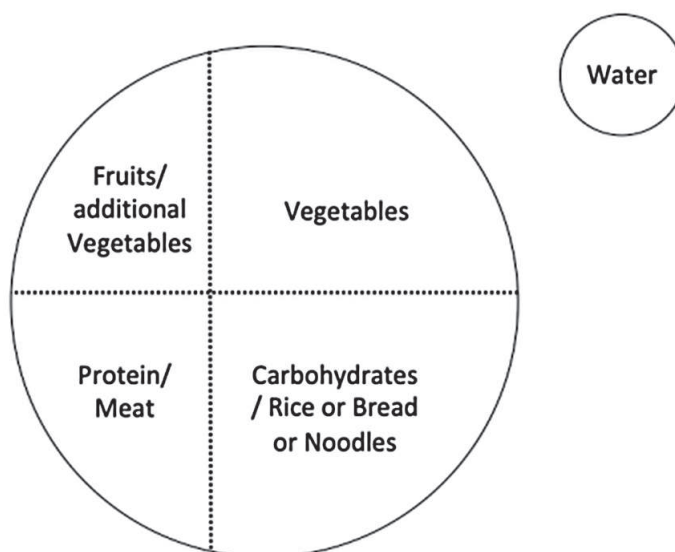 Water
Fruits/
additional
Vegetables
Vegetables
Protein/
Meat
Carbohydrates
/ Rice or Bread
or Noodles